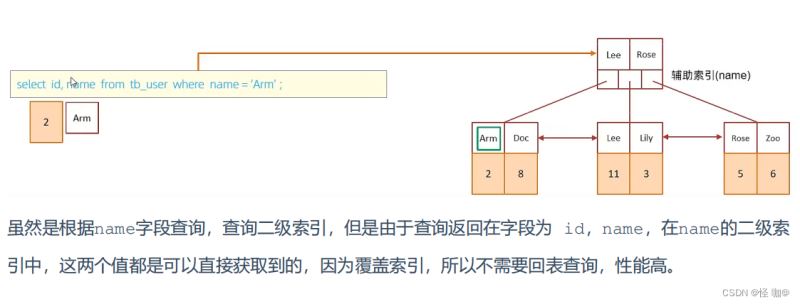 Lee Rose
select id, name from tb_user where name = 'Arm' ;
辅助索引(name)
2 Arm
Arm Doc Lee Lily Rose Zoo
2 8 11 3 5 6
虽然是根据name字段查询，查询二级索引，但是由于查询返回在字段为 id，name，在name的二级索
引中，这两个值都是可以直接获取到的，因为覆盖索引，所以不需要回表查询，性能高。
CSDN @怪 咖@